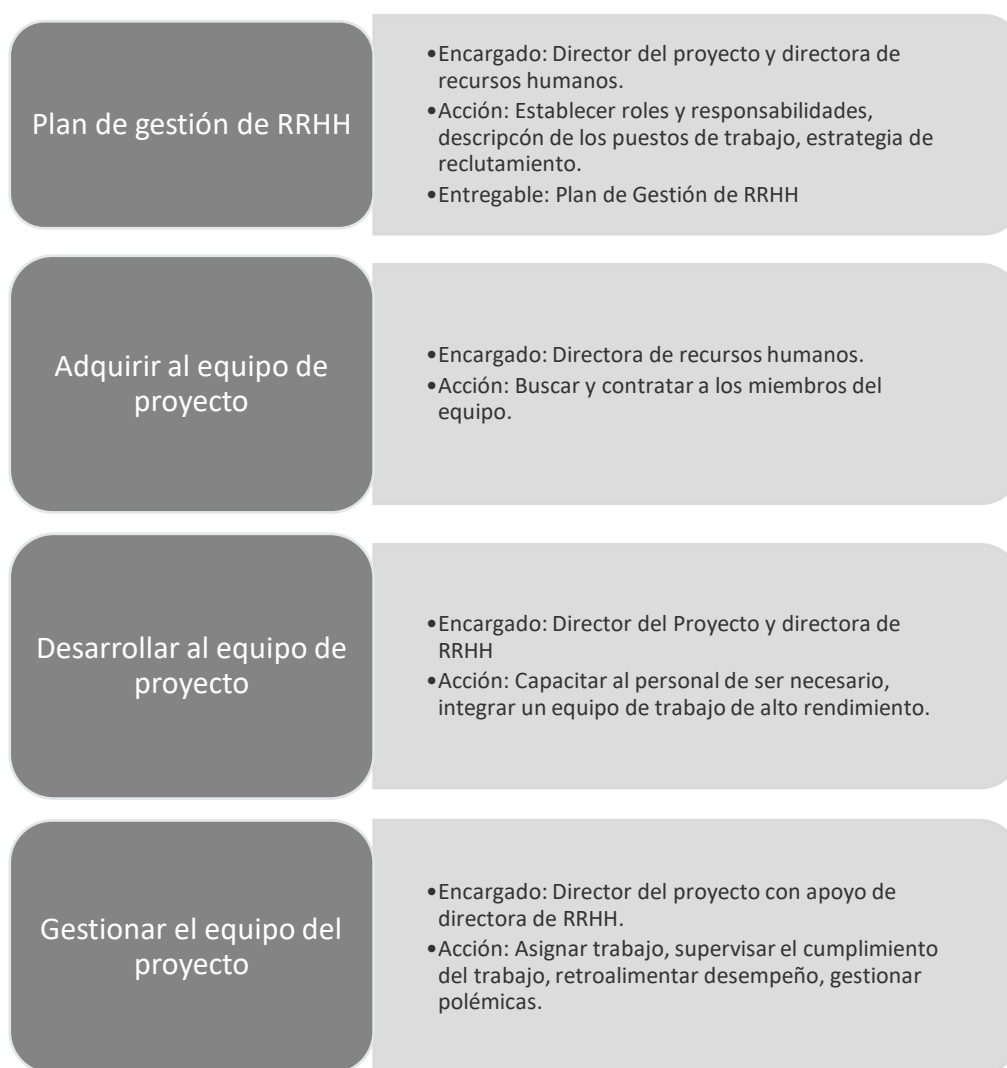 Plan de gestión de RRHH
•Encargado: Director del proyecto y directora de
recursos humanos.
•Acción: Establecer roles y responsabilidades,
descripcón de los puestos de trabajo, estrategia de
reclutamiento.
•Entregable: Plan de Gestión de RRHH
Adquirir al equipo de
proyecto
•Encargado: Directora de recursos humanos.
•Acción: Buscar y contratar a los miembros del
equipo.
Desarrollar al equipo de
proyecto
•Encargado: Director del Proyecto y directora de
RRHH
•Acción: Capacitar al personal de ser necesario,
integrar un equipo de trabajo de alto rendimiento.
Gestionar el equipo del
proyecto
•Encargado: Director del proyecto con apoyo de
directora de RRHH.
•Acción: Asignar trabajo, supervisar el cumplimiento
del trabajo, retroalimentar desempeño, gestionar
polémicas.